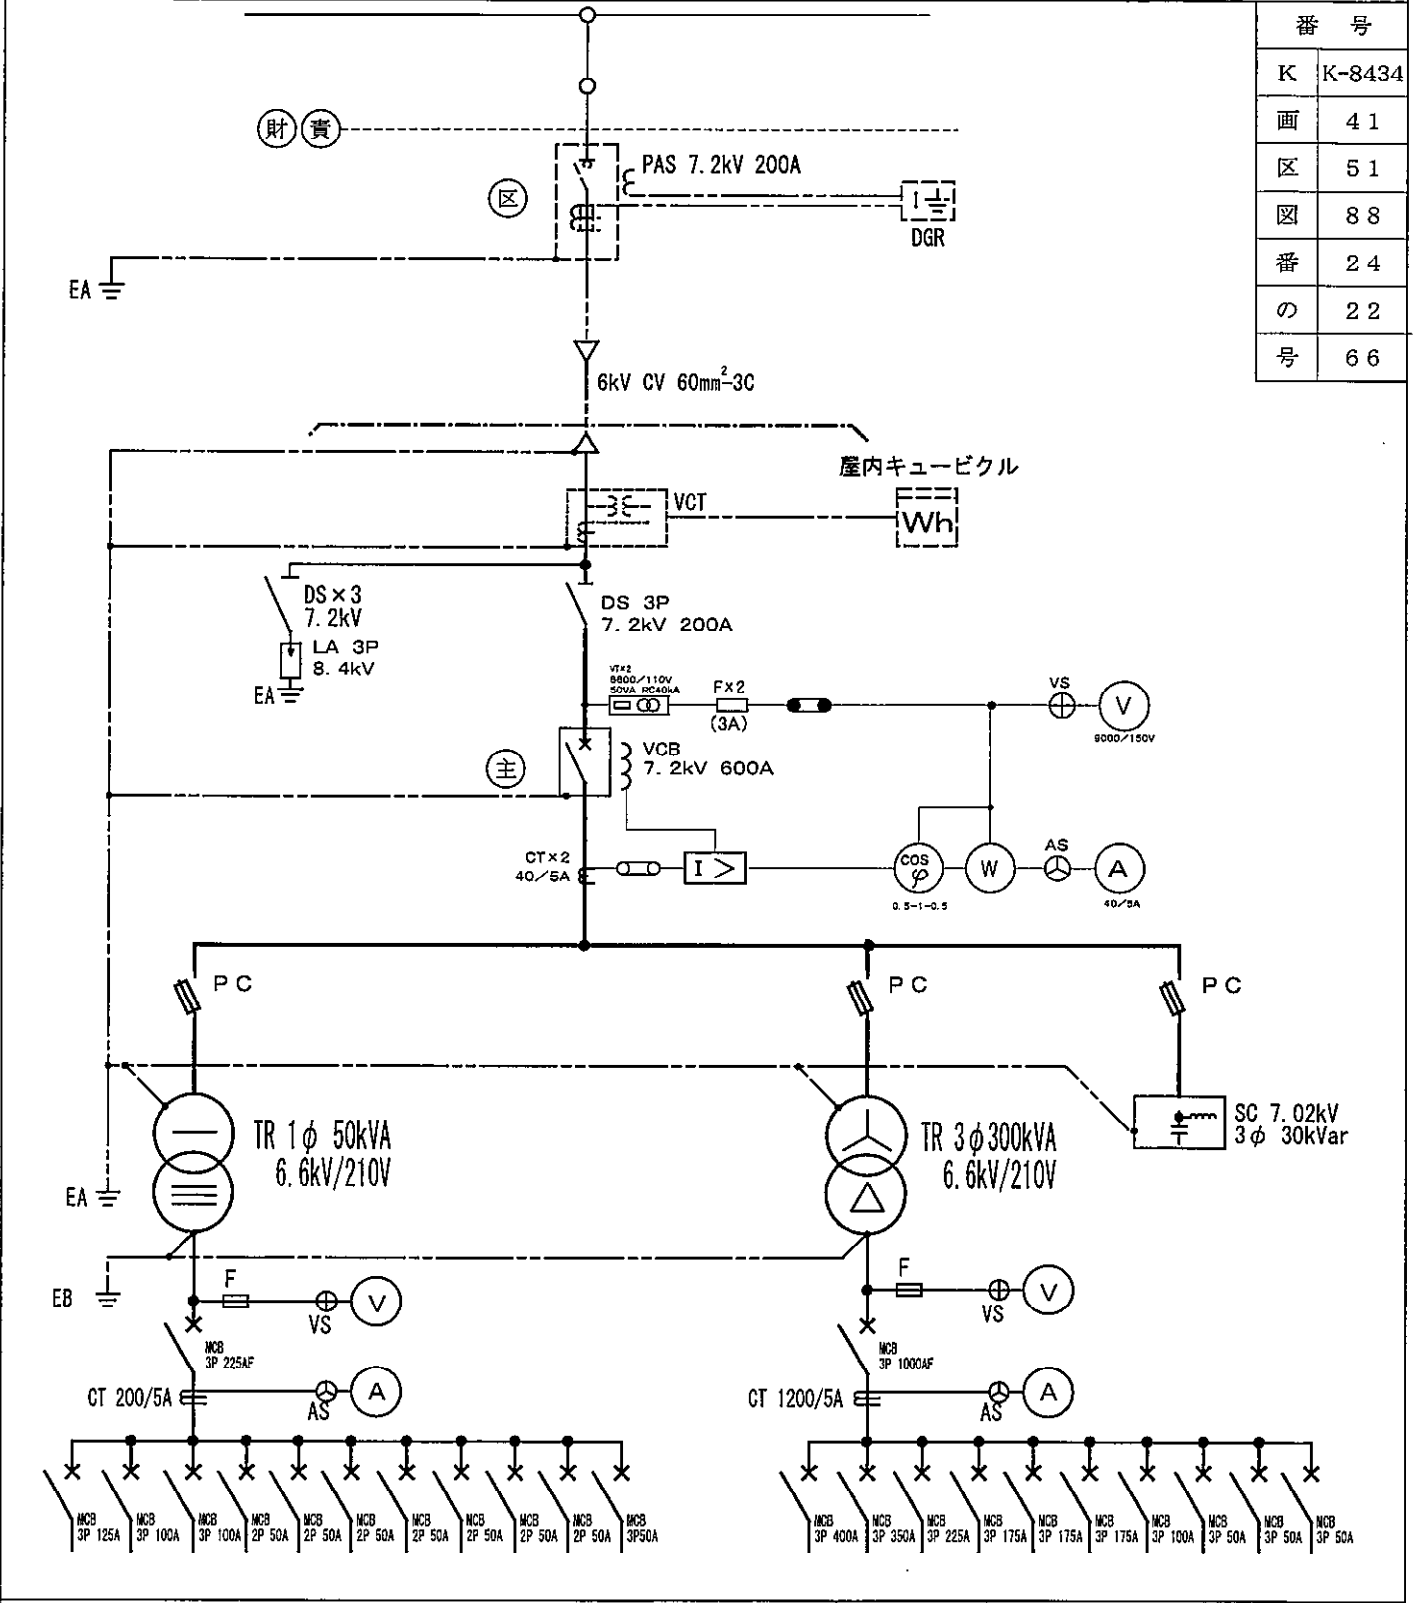 番 号
K K-8434
画 41
区 51
図 88
番 24
の 22
号 66
財 責
区
PAS 7.2kV 200A
DGR
EA
6kV CV 60mm²-3C
屋内キュービクル
VCT
Wh
DS×3
7.2kV
LA 3P
8.4kV
EA
DS 3P
7.2kV 200A
VT×2
6600/110V
50VA PC40kA
F×2
(3A)
VS
V
9000/150V
主
VCB
7.2kV 600A
CT×2
40/5A
I >
COS
φ
0.5-1-0.5
W
AS
A
40/5A
PC
PC
PC
TR 1φ 50kVA
6.6kV/210V
TR 3φ300kVA
6.6kV/210V
SC 7.02kV
3φ 30kVar
EA
EB
F
VS
V
MCB
3P 225AF
CT 200/5A
AS
A
F
VS
V
MCB
3P 1000AF
CT 1200/5A
AS
A
MCB
3P 125A
MCB
3P 100A
MCB
3P 100A
MCB
2P 50A
MCB
2P 50A
MCB
2P 50A
MCB
2P 50A
MCB
2P 50A
MCB
2P 50A
MCB
2P 50A
MCB
3P50A
MCB
3P 400A
MCB
3P 350A
MCB
3P 225A
MCB
3P 175A
MCB
3P 175A
MCB
3P 175A
MCB
3P 100A
MCB
3P 50A
MCB
3P 50A
MCB
3P 50A